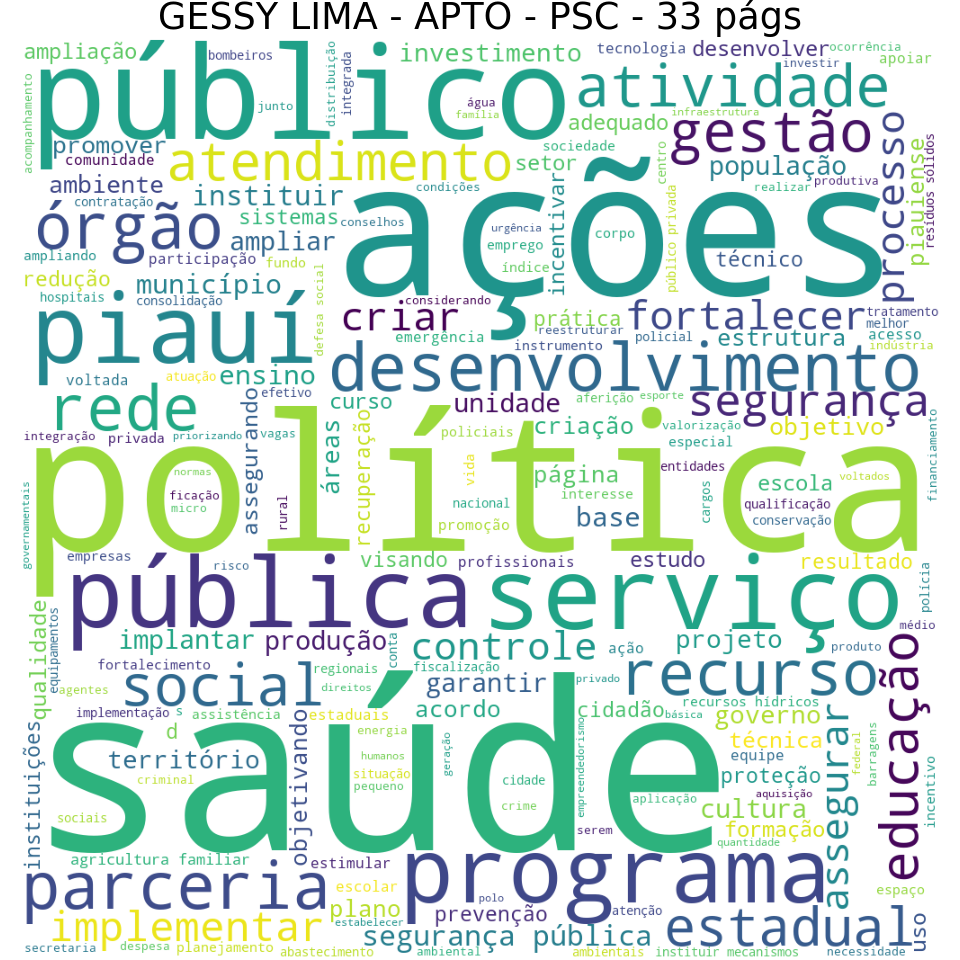 GESSY LIMA - APTO - PSC - 33 págs
ampliação
público
bombeiros
junto
distribuição
integrada
investimento
tecnologia
desenvolver
ocorrência
investir
apoiar
acompanhamento
água
família
atividade
adequado
infraestrutura
gestão
processo
promover
comunidade
atendimento
setor
sociedade
centro
população
produtiva
piauiense
resíduos sólidos
ambiente
contratação
instituir
condições
ações
incentivar
realizar
público privada
órgão
sistemas
conselhos
urgência
emprego
corpo
técnico
ampliando
ampliar
participação
fundo
índice
redução
município
hospitais
consolidação
defesa social
piauí
criar
considerando
emergência
prática
reestruturar
instrumento
fortalecer
policial
estrutura
tratamento
melhor
acesso
indústria
voltada
atuação
ensino
desenvolvimento
rede
efetivo
assegurando
curso
unidade
aferição
esporte
segurança
integração
privada
priorizando
vagas
áreas
recuperação
policiais
criação
valorização
especial
objetivo
financiamento
política
governamentais
normas
ficação
micro
rural
vida
nacional
promoção
página
interesse
base
entidades
cargos
escola
voltados
qualificação
conservação
empresas
risco
visando
profissionais
estudo
resultado
pública
serviço
polícia
qualidade
equipamentos
implantar
produção
conta
controle
ação
projeto
médio
produto
fortalecimento
regionais
fiscalização
privado
recurso
educação
agentes
social
direitos
garantir
recursos hídricos
implementação
s
assistência
estaduais
acordo
cidadão
básica
governo
d
objetivando
energia
técnica
assegurar
federal
barragens
instituições
território
humanos
geração
empreendedorismo
equipe
saúde
criminal
situação
pequeno
cidade
proteção
incentivo
sociais
crime
aplicação
aquisição
cultura
serem
formação
quantidade
agricultura familiar
estimular
programa
parceria
escolar
polo
espaço
plano
estabelecer
prevenção
atenção
implementar
segurança pública
estadual
uso
secretaria
despesa
planejamento
abastecimento
ambiental
ambientais
instituir mecanismos
necessidade